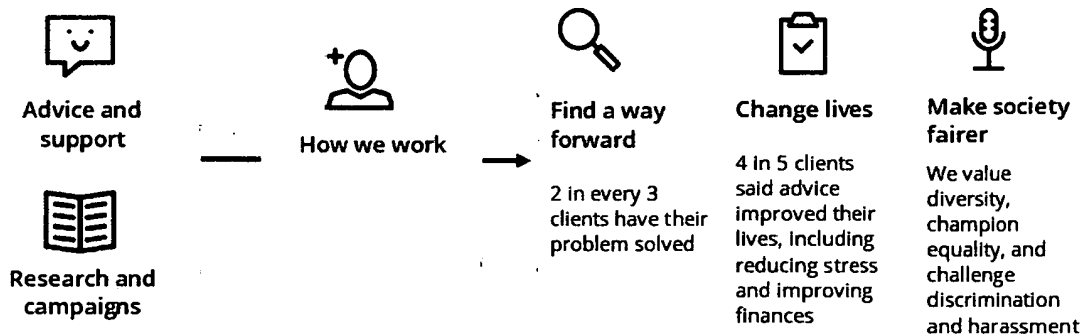 Advice and
support
Research and
campaigns
How we work
Find a way
forward
2 in every 3
clients have their
problem solved
Change lives
4 in 5 clients
said advice
improved their
lives, including
reducing stress
and improving
finances
Make society
fairer
We value
diversity,
champion
equality, and
challenge
discrimination
and harassment